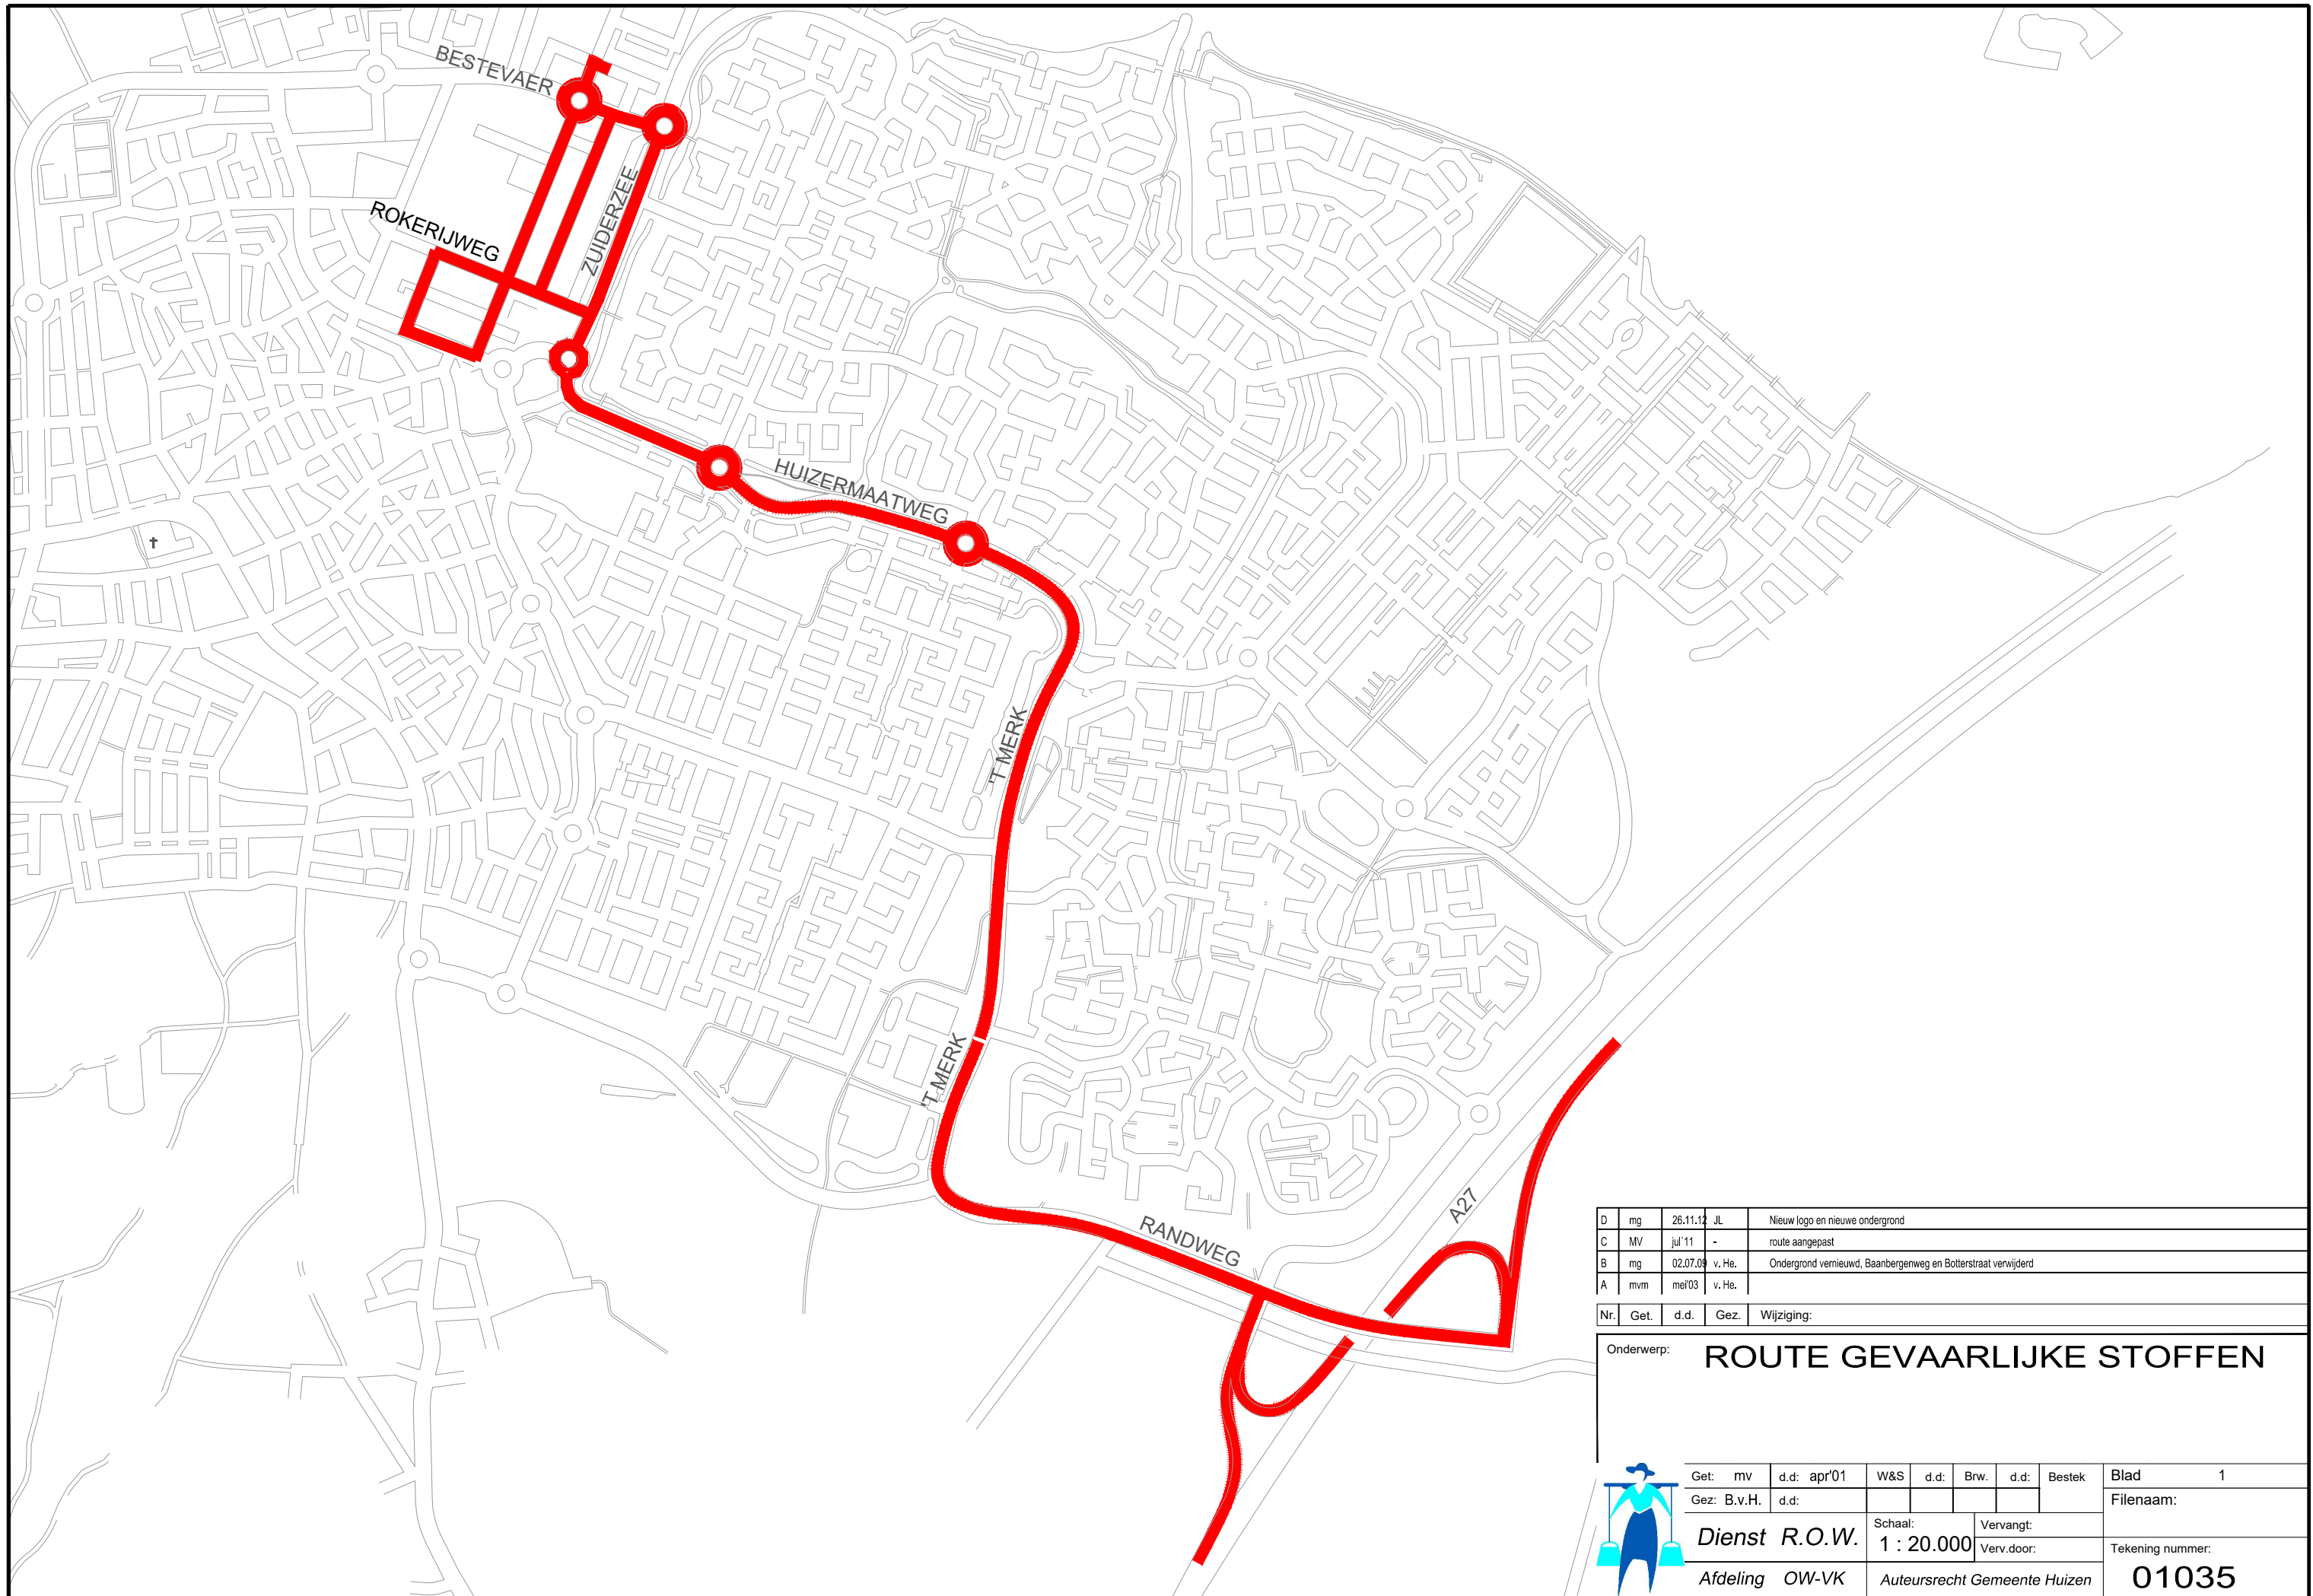 BESTEVAER
ZUIDERZEE
ROKERIJWEG
HUIZERMAATWEG
'T MERK
'T MERK
RANDWEG
A27
D mg 26.11.12 JL Nieuw logo en nieuwe ondergrond
C MV jul'11 - route aangepast
B mg 02.07.09 v. He. Ondergrond vernieuwd, Baanbergenweg en Botterstraat verwijderd
A mvm mei'03 v. He.
Nr. Get. d.d. Gez. Wijziging:
Onderwerp: ROUTE GEVAARLIJKE STOFFEN
Get: mv d.d: apr'01 W&S d.d: Brw. d.d: Bestek Blad 1
Gez: B.v.H. d.d: Filenaam:
Dienst R.O.W. Schaal: 1 : 20.000 Vervangt:
Verv.door: Tekening nummer:
Afdeling OW-VK Auteursrecht Gemeente Huizen 01035